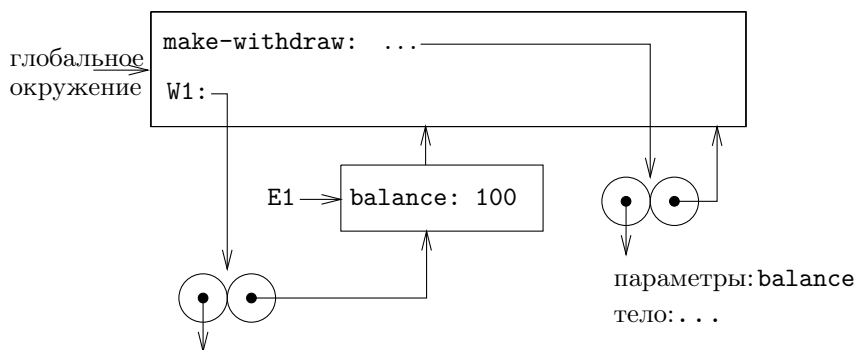 make-withdraw: ...
глобальное
окружение
W1:
E1
balance: 100
параметры:balance
тело:...